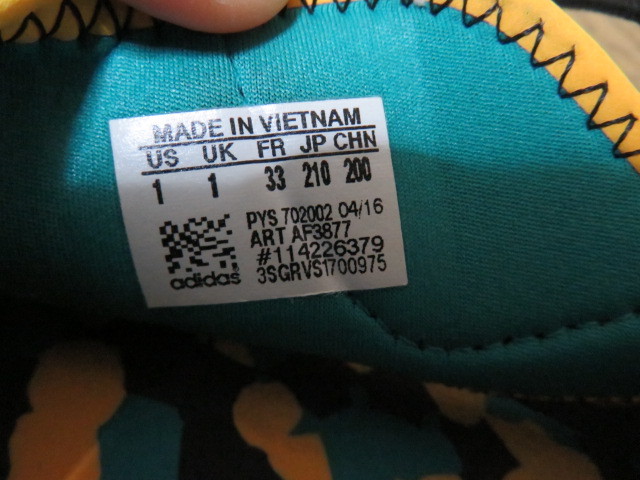 MADE IN VIETNAM
US UK FR JP CHN
1 1 33 210 200
PYS 702002 04/16
ART AF3877
#114226379
adidas 3SGRVS1700975